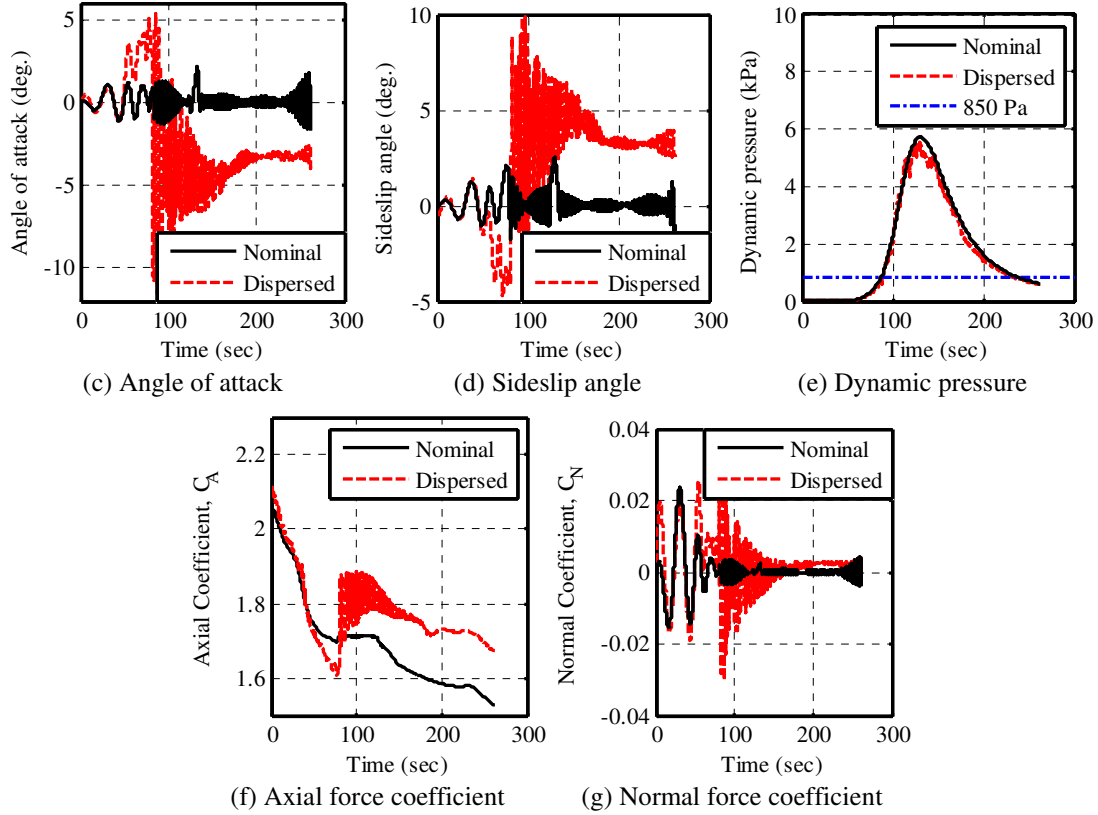 Angle of attack (deg.)
5
0
-5
-10
0
100
200
300
Time (sec)
Nominal
Dispersed
(c) Angle of attack
Sideslip angle (deg.)
10
5
0
-5
0
100
200
300
Time (sec)
Nominal
Dispersed
(d) Sideslip angle
Dynamic pressure (kPa)
10
8
6
4
2
0
0
100
200
300
Time (sec)
Nominal
Dispersed
850 Pa
(e) Dynamic pressure
Axial Coefficient, C_A
2.2
2
1.8
1.6
0
100
200
300
Time (sec)
Nominal
Dispersed
(f) Axial force coefficient
Normal Coefficient, C_N
0.04
0.02
0
-0.02
-0.04
0
100
200
300
Time (sec)
Nominal
Dispersed
(g) Normal force coefficient